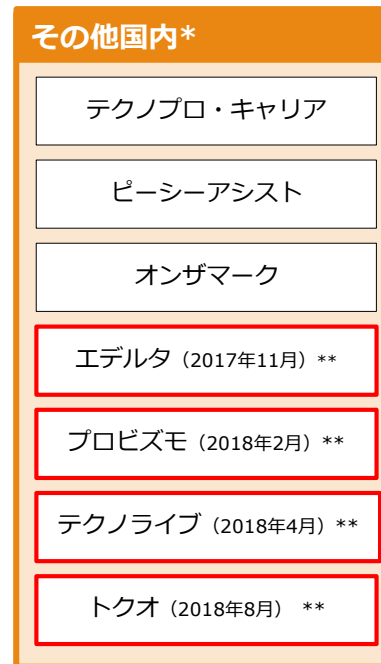 その他国内*
テクノプロ・キャリア
ピーシーアシスト
オンザマーク
エデルタ（2017年11月）**
プロビズモ（2018年2月）**
テクノライブ（2018年4月）**
トクオ（2018年8月） **